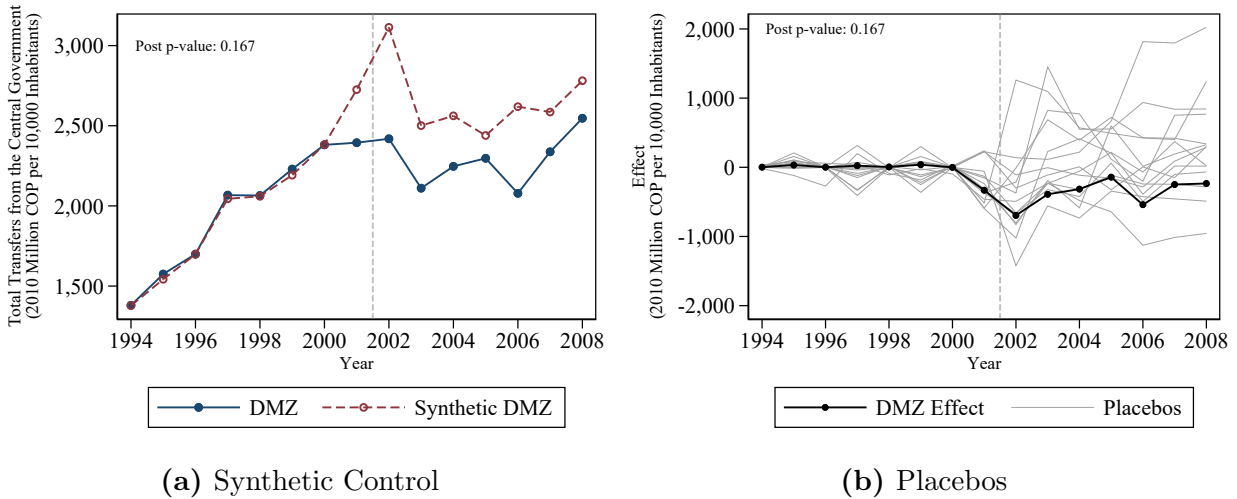 Total Transfers from the Central Government
(2010 Million COP per 10,000 Inhabitants)
Post p-value: 0.167
3,000
2,500
2,000
1,500
1994 1996 1998 2000 2002 2004 2006 2008
Year
DMZ Synthetic DMZ
(a) Synthetic Control
Effect
(2010 Million COP per 10,000 Inhabitants)
Post p-value: 0.167
2,000
1,000
0
-1,000
-2,000
1994 1996 1998 2000 2002 2004 2006 2008
Year
DMZ Effect Placebos
(b) Placebos